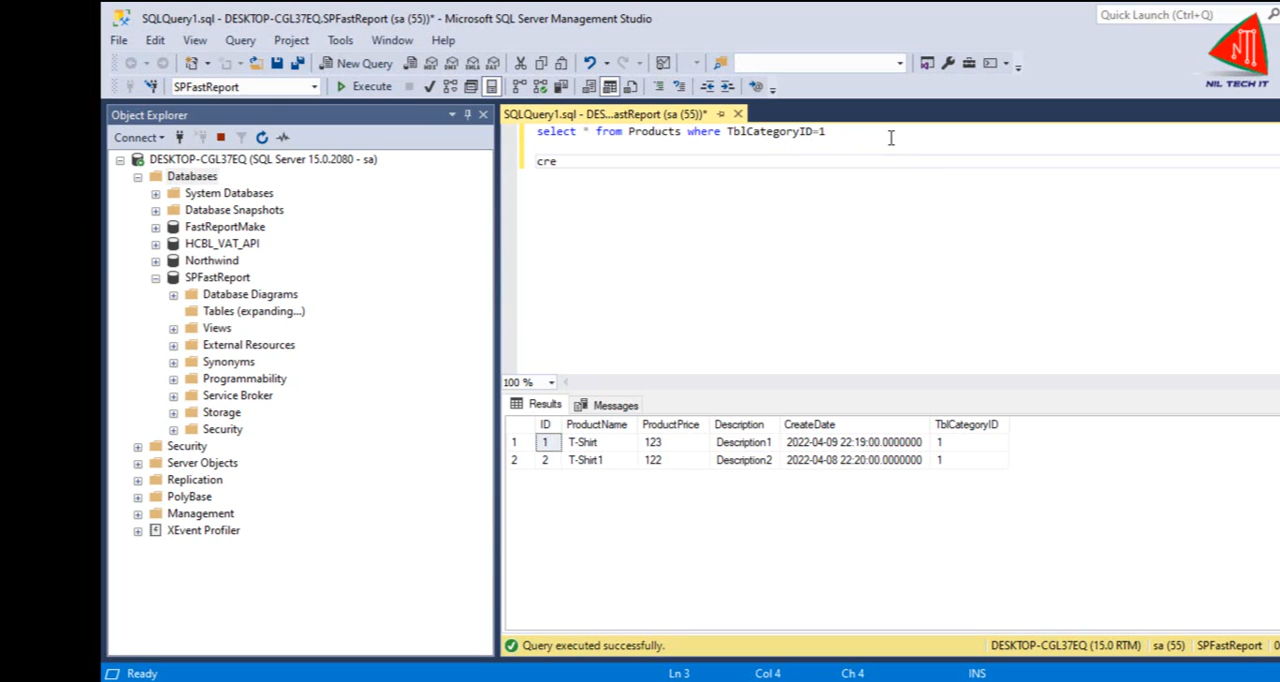 SQLQuery1.sql - DESKTOP-CGL37EQ.SPFastReport (sa (55))* - Microsoft SQL Server Management Studio
Quick Launch (Ctrl+Q)
File Edit View Query Project Tools Window Help
New Query
SPFastReport
Execute
NIL TECH IT
Object Explorer
Connect
DESKTOP-CGL37EQ (SQL Server 15.0.2080 - sa)
Databases
System Databases
Database Snapshots
FastReportMake
HCBL_VAT_API
Northwind
SPFastReport
Database Diagrams
Tables (expanding...)
Views
External Resources
Synonyms
Programmability
Service Broker
Storage
Security
Security
Server Objects
Replication
PolyBase
Management
XEvent Profiler
SQLQuery1.sql - DES...astReport (sa (55))*
select * from Products where TblCategoryID=1
cre
100 %
Results Messages
ID ProductName ProductPrice Description CreateDate TblCategoryID
1 1 T-Shirt 123 Description1 2022-04-09 22:19:00.0000000 1
2 2 T-Shirt1 122 Description2 2022-04-08 22:20:00.0000000 1
Query executed successfully.
DESKTOP-CGL37EQ (15.0 RTM) sa (55) SPFastReport
Ready Ln 3 Col 4 Ch 4 INS